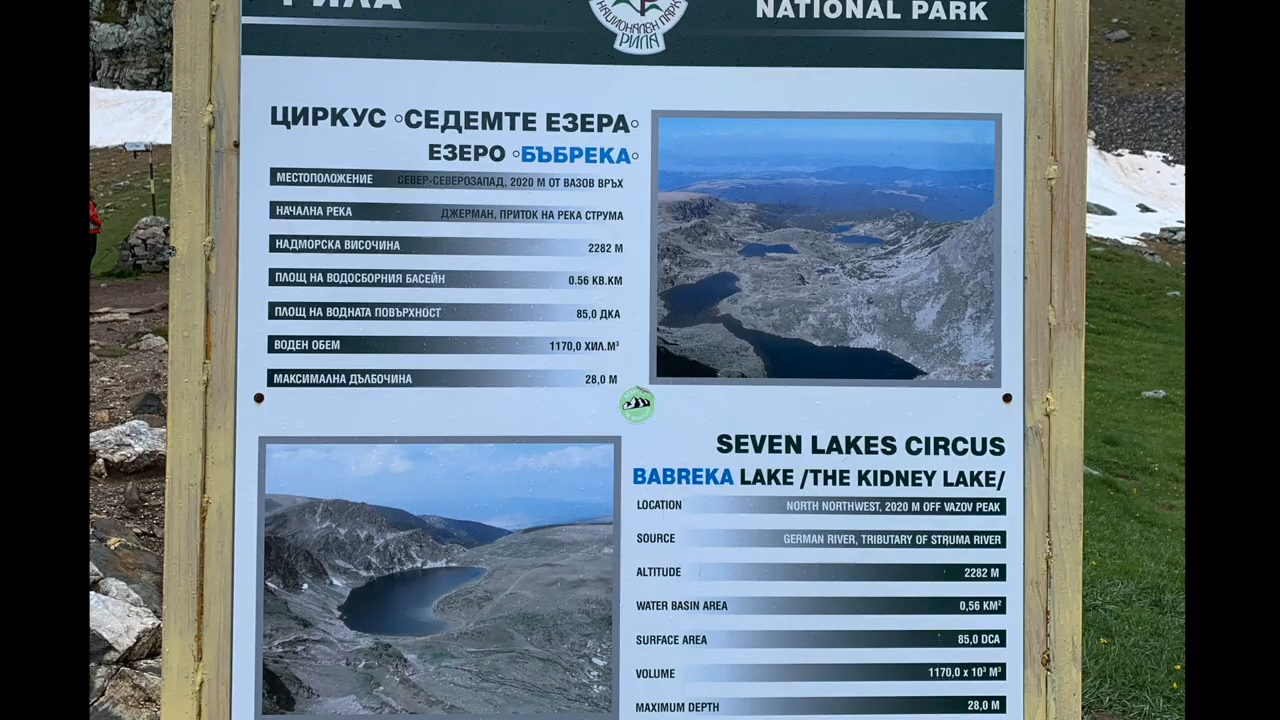 РИЛА
НАЦИОНАЛЕН ПАРК
РИЛА
NATIONAL PARK
ЦИРКУС °СЕДЕМТЕ ЕЗЕРА°
ЕЗЕРО °БЪБРЕКА°
МЕСТОПОЛОЖЕНИЕ СЕВЕР-СЕВЕРОЗАПАД, 2020 М ОТ ВАЗОВ ВРЪХ
НАЧАЛНА РЕКА ДЖЕРМАН, ПРИТОК НА РЕКА СТРУМА
НАДМОРСКА ВИСОЧИНА 2282 М
ПЛОЩ НА ВОДОСБОРНИЯ БАСЕЙН 0.56 КВ.КМ
ПЛОЩ НА ВОДНАТА ПОВЪРХНОСТ 85,0 ДКА
ВОДЕН ОБЕМ 1170,0 ХИЛ.М³
МАКСИМАЛНА ДЪЛБОЧИНА 28,0 М
SEVEN LAKES CIRCUS
BABREKA LAKE /THE KIDNEY LAKE/
LOCATION NORTH NORTHWEST, 2020 M OFF VAZOV PEAK
SOURCE GERMAN RIVER, TRIBUTARY OF STRUMA RIVER
ALTITUDE 2282 M
WATER BASIN AREA 0,56 KM²
SURFACE AREA 85,0 DCA
VOLUME 1170,0 x 10³ M³
MAXIMUM DEPTH 28,0 M